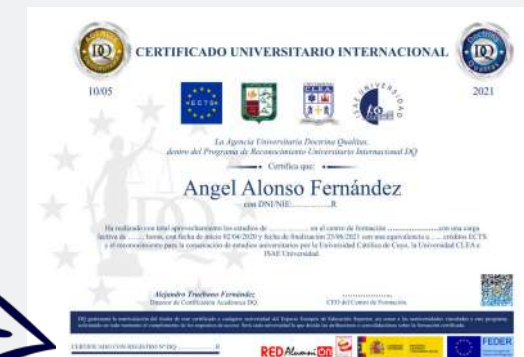 CERTIFICADO UNIVERSITARIO INTERNACIONAL
10/05
2021
ECTS
La Agencia Universitaria Doctrina Qualitas,
dentro del Programa de Reconocimiento Universitario Internacional DQ
Certifica que:
Angel Alonso Fernández
con DNI/NIE:................R
Ha realizado con total aprovechamiento los estudios de .................. en el centro de formación ..................con una carga
lectiva de ........ horas, con fecha de inicio 02/04/2020 y fecha de finalización 23/06/2021 con una equivalencia a ...... créditos ECTS
y el reconocimiento para la consecución de estudios universitarios por la Universidad Católica de Cuyo, la Universidad CLEA e
ISAE Universidad.
Alejandro Truébano Fernández
Director de Certificación Académica DQ
CEO del Centro de Formación.
CERTIFICADO CON REGISTRO Nº DQ................R
RED Alumni ON
FEDER